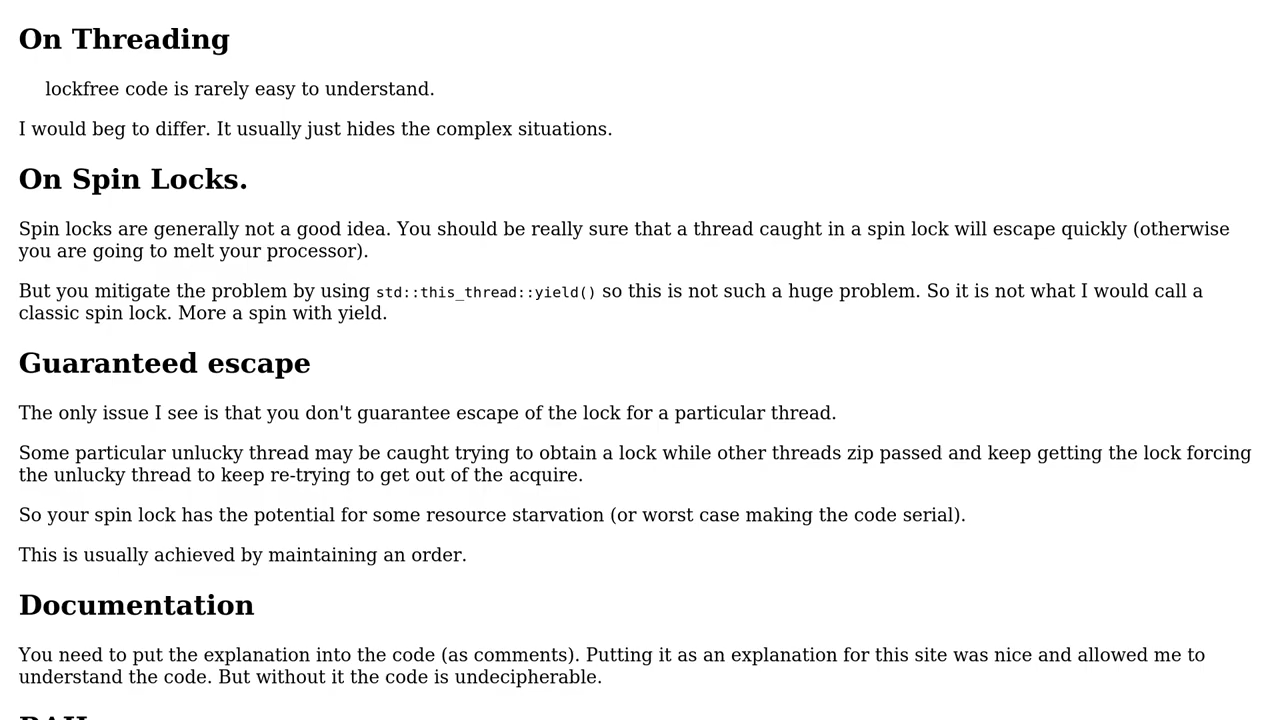 On Threading
lockfree code is rarely easy to understand.
I would beg to differ. It usually just hides the complex situations.
On Spin Locks.
Spin locks are generally not a good idea. You should be really sure that a thread caught in a spin lock will escape quickly (otherwise
you are going to melt your processor).
But you mitigate the problem by using std::this_thread::yield() so this is not such a huge problem. So it is not what I would call a
classic spin lock. More a spin with yield.
Guaranteed escape
The only issue I see is that you don't guarantee escape of the lock for a particular thread.
Some particular unlucky thread may be caught trying to obtain a lock while other threads zip passed and keep getting the lock forcing
the unlucky thread to keep re-trying to get out of the acquire.
So your spin lock has the potential for some resource starvation (or worst case making the code serial).
This is usually achieved by maintaining an order.
Documentation
You need to put the explanation into the code (as comments). Putting it as an explanation for this site was nice and allowed me to
understand the code. But without it the code is undecipherable.